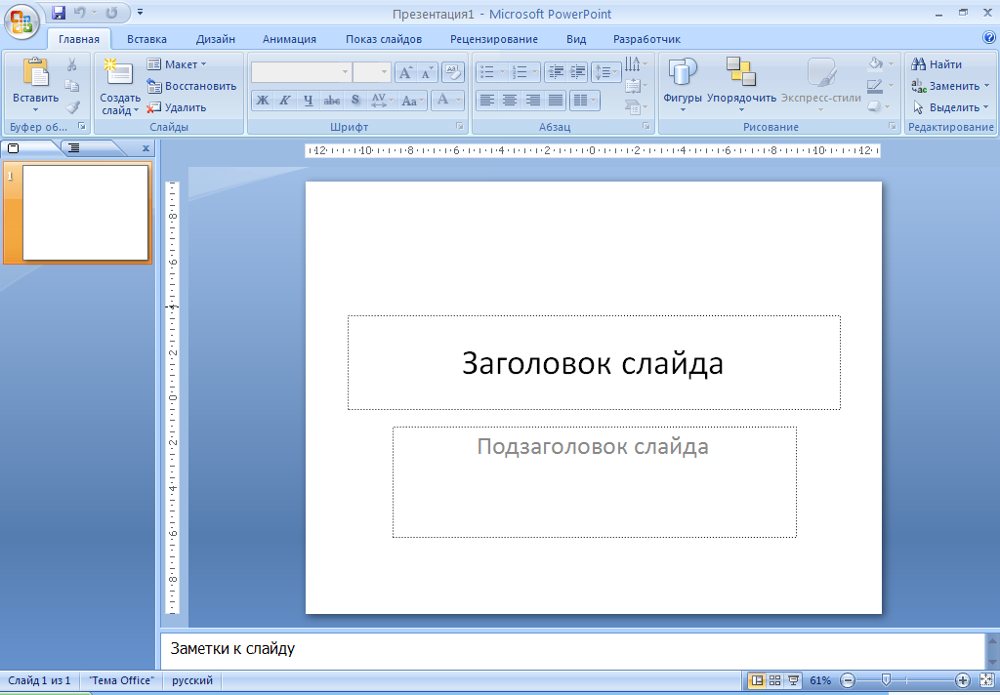 Презентация1 - Microsoft PowerPoint
Главная Вставка Дизайн Анимация Показ слайдов Рецензирование Вид Разработчик
Вставить
Буфер об...
Создать слайд
Макет
Восстановить
Удалить
Слайды
Ж К Ч abc S AV Aa A
Шрифт
Абзац
Фигуры Упорядочить Экспресс-стили
Рисование
Найти
Заменить
Выделить
Редактирование
12 10 8 6 4 2 0 2 4 6 8 10 12
8
6
4
2
0
2
4
6
8
1
Заголовок слайда
Подзаголовок слайда
Заметки к слайду
Слайд 1 из 1 "Тема Office" русский 61%